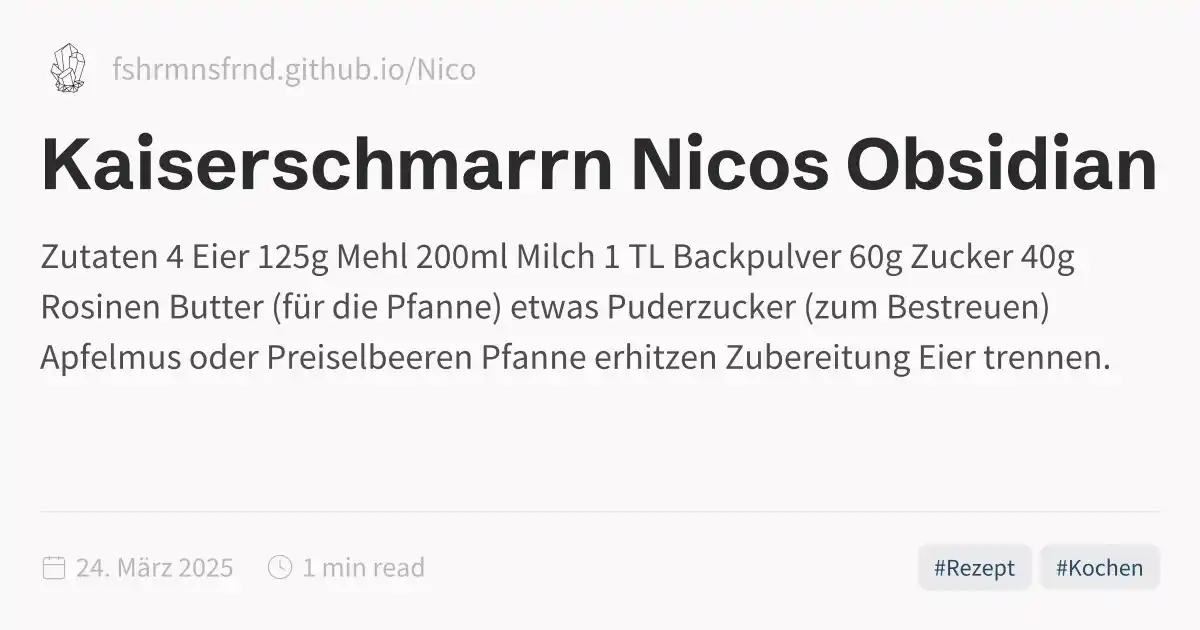 fshrmnsfrnd.github.io/Nico
Kaiserschmarrn Nicos Obsidian
Zutaten 4 Eier 125g Mehl 200ml Milch 1 TL Backpulver 60g Zucker 40g
Rosinen Butter (für die Pfanne) etwas Puderzucker (zum Bestreuen)
Apfelmus oder Preiselbeeren Pfanne erhitzen Zubereitung Eier trennen.
24. März 2025 1 min read #Rezept #Kochen